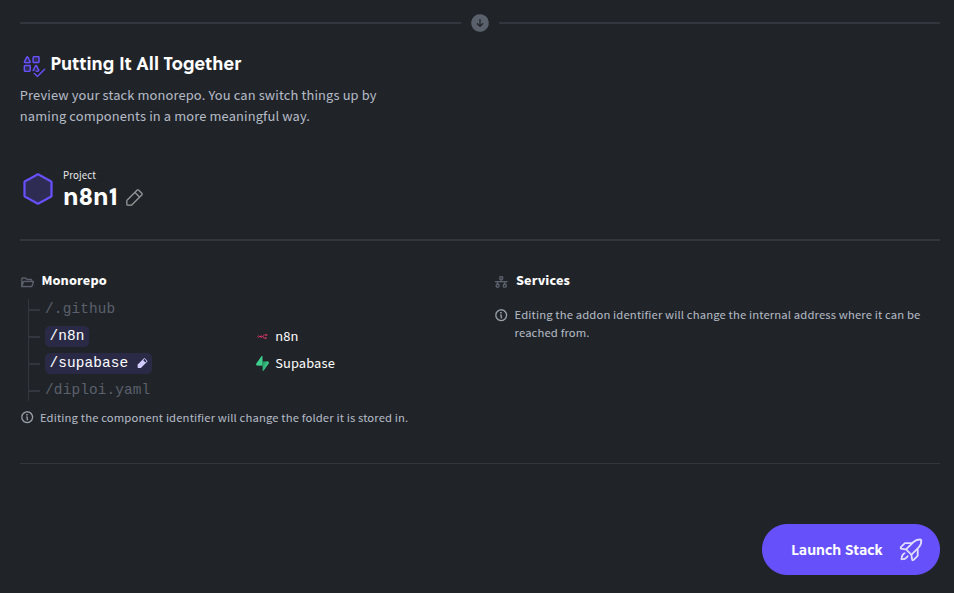 Putting It All Together
Preview your stack monorepo. You can switch things up by
naming components in a more meaningful way.
Project
n8n1
Monorepo
/.github
/n8n
n8n
/supabase
Supabase
/diploi.yaml
Editing the component identifier will change the folder it is stored in.
Services
Editing the addon identifier will change the internal address where it can be
reached from.
Launch Stack